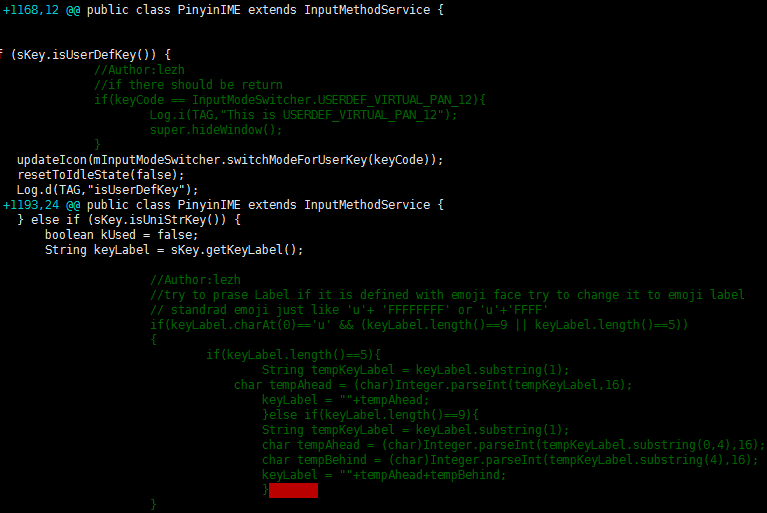 +1168,12 @@ public class PinyinIME extends InputMethodService {
f (sKey.isUserDefKey()) {
//Author:lezh
//if there should be return
if(keyCode == InputModeSwitcher.USERDEF_VIRTUAL_PAN_12){
Log.i(TAG,"This is USERDEF_VIRTUAL_PAN_12");
super.hideWindow();
}
updateIcon(mInputModeSwitcher.switchModeForUserKey(keyCode));
resetToIdleState(false);
Log.d(TAG,"isUserDefKey");
+1193,24 @@ public class PinyinIME extends InputMethodService {
} else if (sKey.isUniStrKey()) {
boolean kUsed = false;
String keyLabel = sKey.getKeyLabel();
//Author:lezh
//try to prase Label if it is defined with emoji face try to change it to emoji label
// standrad emoji just like 'u'+ 'FFFFFFFF' or 'u'+'FFFF'
if(keyLabel.charAt(0)=='u' && (keyLabel.length()==9 || keyLabel.length()==5))
{
if(keyLabel.length()==5){
String tempKeyLabel = keyLabel.substring(1);
char tempAhead = (char)Integer.parseInt(tempKeyLabel,16);
keyLabel = ""+tempAhead;
}else if(keyLabel.length()==9){
String tempKeyLabel = keyLabel.substring(1);
char tempAhead = (char)Integer.parseInt(tempKeyLabel.substring(0,4),16);
char tempBehind = (char)Integer.parseInt(tempKeyLabel.substring(4),16);
keyLabel = ""+tempAhead+tempBehind;
}
}